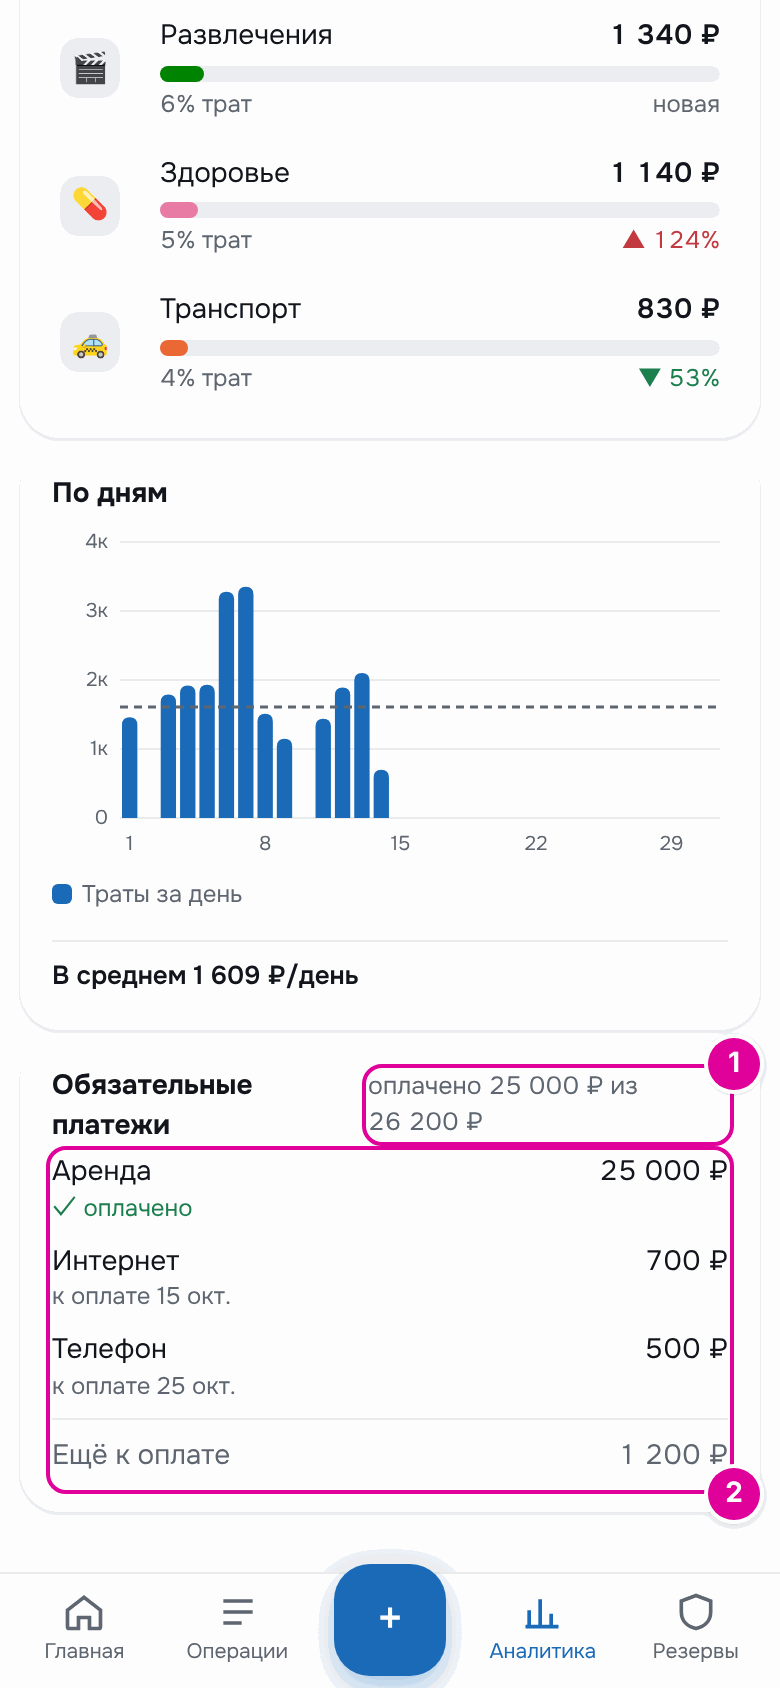 Развлечения 1 340 ₽
6% трат новая
Здоровье 1 140 ₽
5% трат ▲ 124%
Транспорт 830 ₽
4% трат ▼ 53%
По дням
4к
3к
2к
1к
0
1 8 15 22 29
Траты за день
В среднем 1 609 ₽/день
1
Обязательные
платежи
оплачено 25 000 ₽ из
26 200 ₽
Аренда 25 000 ₽
✓ оплачено
Интернет 700 ₽
к оплате 15 окт.
Телефон 500 ₽
к оплате 25 окт.
Ещё к оплате 1 200 ₽
2
+
Главная Операции Аналитика Резервы